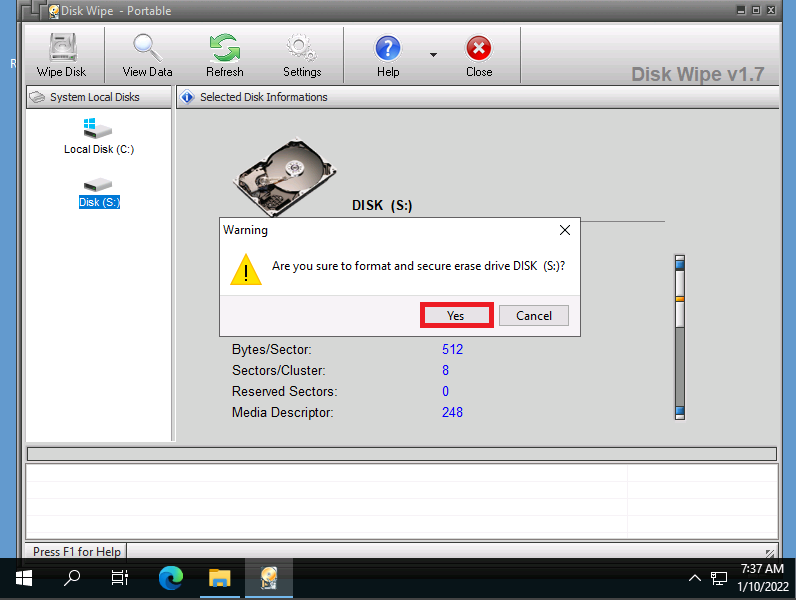 Disk Wipe - Portable
R
Wipe Disk
View Data
Refresh
Settings
Help
Close
Disk Wipe v1.7
System Local Disks
Selected Disk Informations
Local Disk (C:)
Disk (S:)
DISK (S:)
Warning
Are you sure to format and secure erase drive DISK (S:)?
Yes
Cancel
Bytes/Sector: 512
Sectors/Cluster: 8
Reserved Sectors: 0
Media Descriptor: 248
Press F1 for Help
7:37 AM
1/10/2022